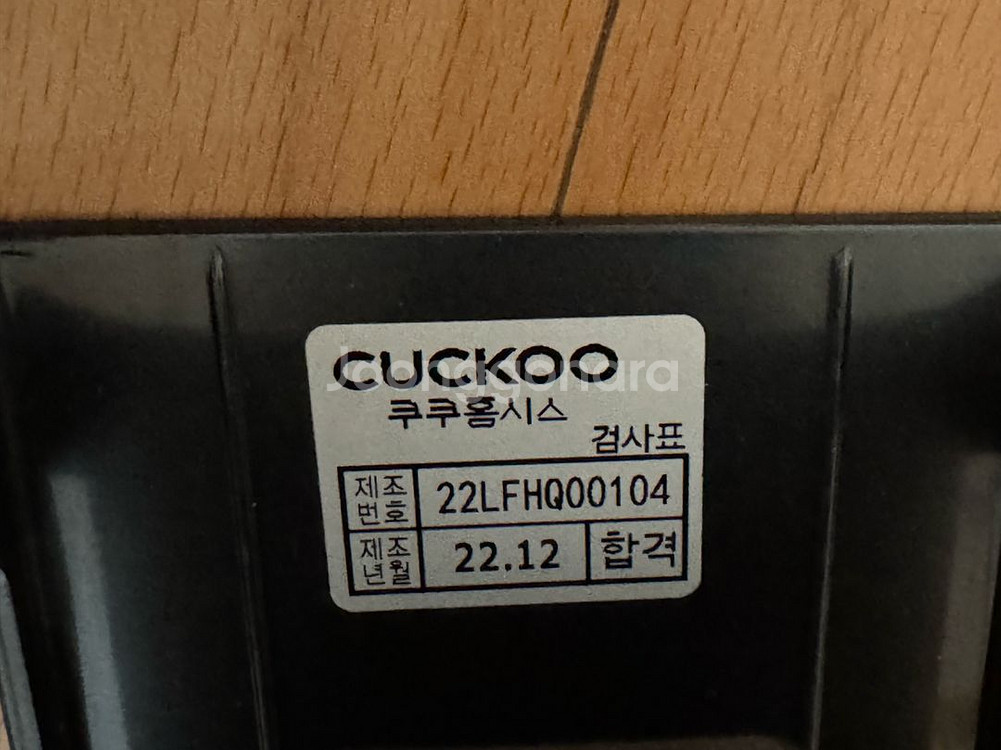 CUCKOO
Joonggonara
쿠쿠홈시스
검사표
제조
번호
22LFHQ00104
제조
년월
22.12
합격